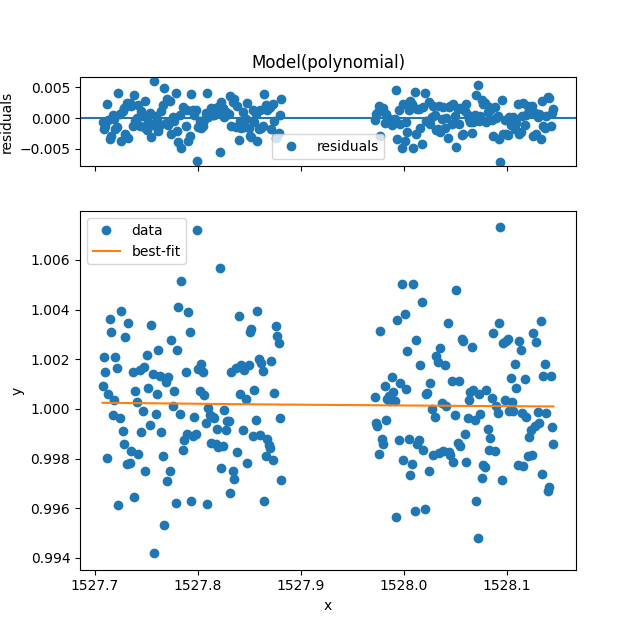 Model(polynomial)
residuals
0.005
0.000
−0.005
residuals
y
data
best-fit
1.006
1.004
1.002
1.000
0.998
0.996
0.994
1527.7 1527.8 1527.9 1528.0 1528.1
x